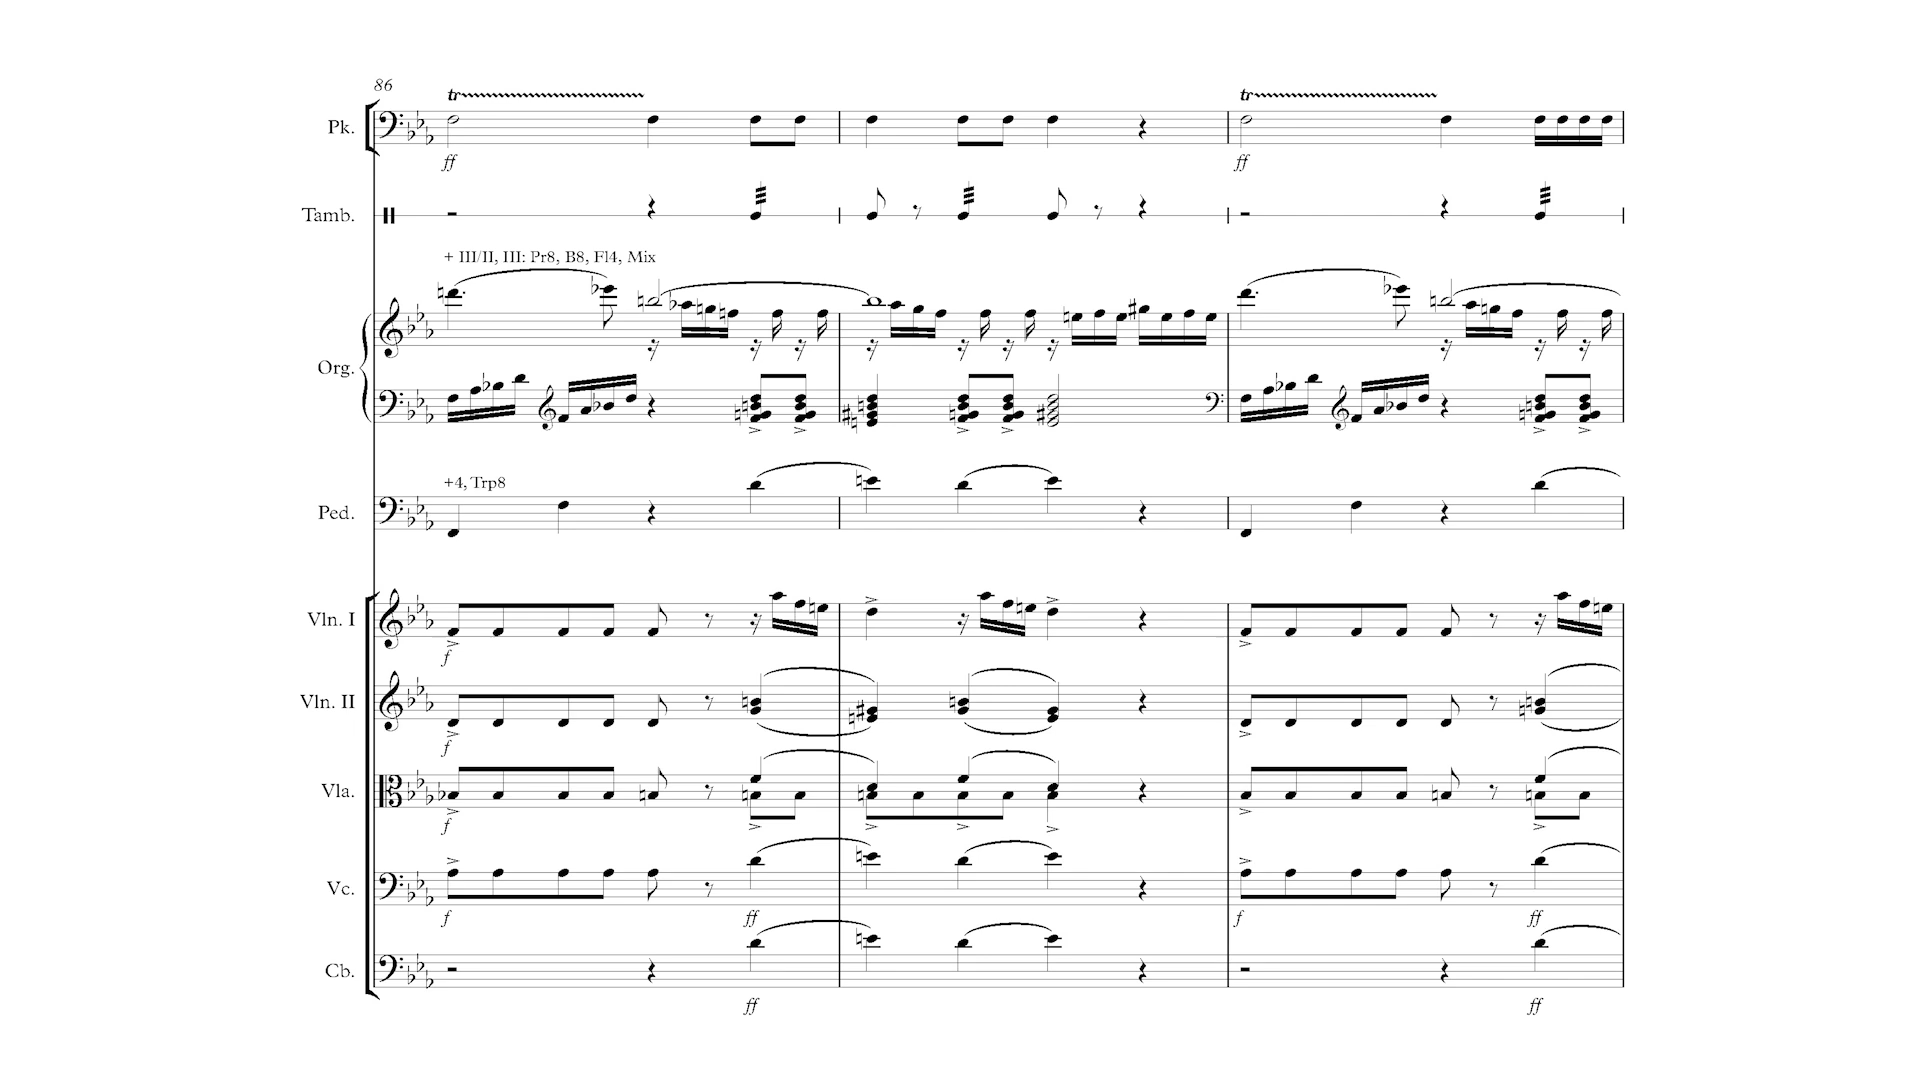 86
tr tr
Pk.
ff ff
Tamb.
+ III/II, III: Pr8, B8, Fl4, Mix
Org.
+4, Trp8
Ped.
Vln. I
f
Vln. II
f
Vla.
f
Vc.
f ff f ff
Cb.
ff ff